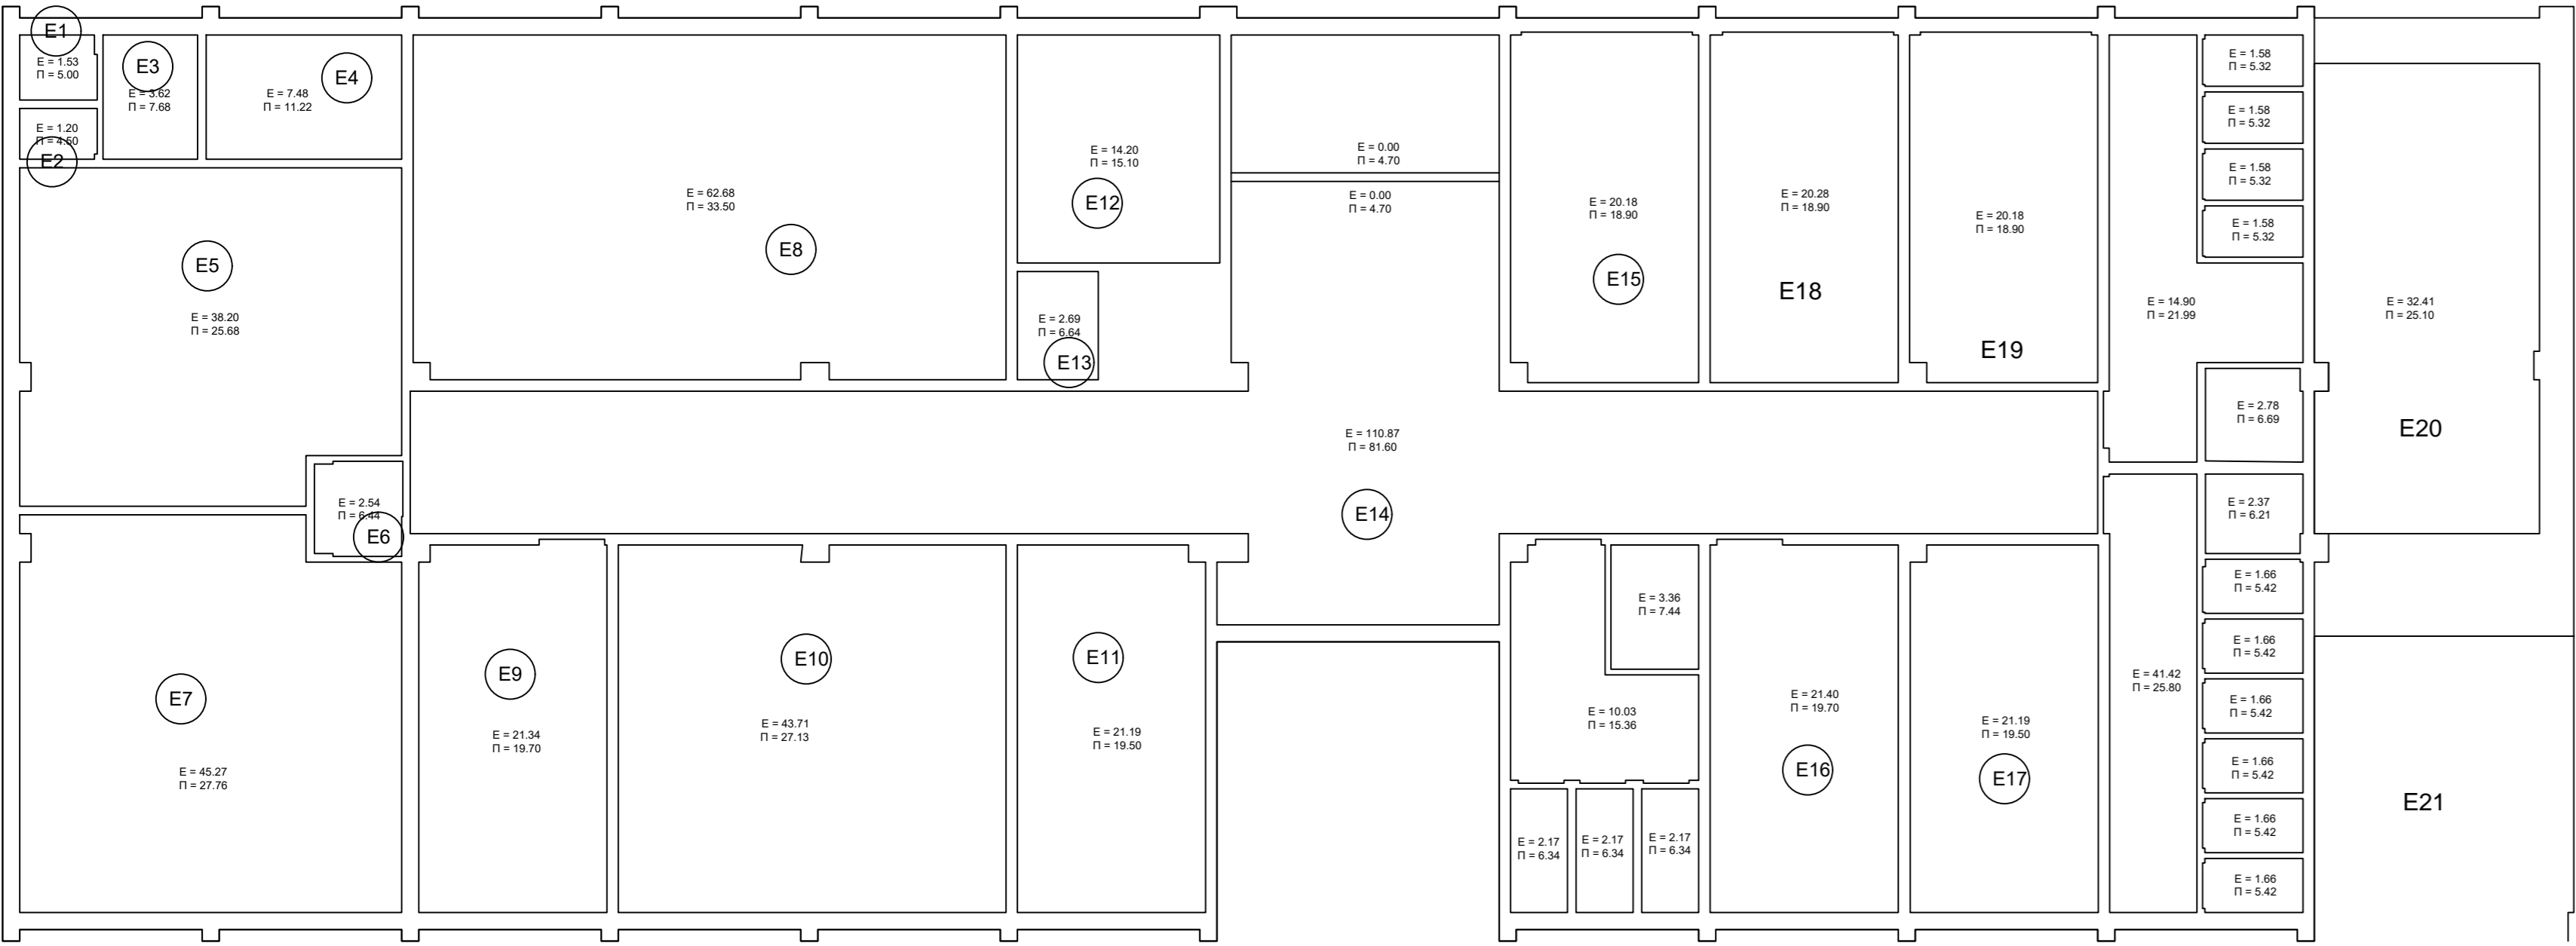 E1
E = 1.53
Π = 5.00
E3
E = 3.62
Π = 7.68
E4
E = 7.48
Π = 11.22
E = 1.20
Π = 4.50
E2
E5
E = 38.20
Π = 25.68
E = 2.54
Π = 6.44
E6
E7
E = 45.27
Π = 27.76
E = 62.68
Π = 33.50
E8
E9
E = 21.34
Π = 19.70
E10
E = 43.71
Π = 27.13
E11
E = 21.19
Π = 19.50
E = 14.20
Π = 15.10
E12
E = 2.69
Π = 6.64
E13
E = 0.00
Π = 4.70
E = 0.00
Π = 4.70
E = 110.87
Π = 81.60
E14
E = 20.18
Π = 18.90
E15
E = 20.28
Π = 18.90
E18
E = 20.18
Π = 18.90
E19
E = 3.36
Π = 7.44
E = 10.03
Π = 15.36
E = 2.17
Π = 6.34
E = 2.17
Π = 6.34
E = 2.17
Π = 6.34
E = 21.40
Π = 19.70
E16
E = 21.19
Π = 19.50
E17
E = 1.58
Π = 5.32
E = 1.58
Π = 5.32
E = 1.58
Π = 5.32
E = 1.58
Π = 5.32
E = 14.90
Π = 21.99
E = 2.78
Π = 6.69
E = 2.37
Π = 6.21
E = 1.66
Π = 5.42
E = 1.66
Π = 5.42
E = 41.42
Π = 25.80
E = 1.66
Π = 5.42
E = 1.66
Π = 5.42
E = 1.66
Π = 5.42
E = 1.66
Π = 5.42
E = 32.41
Π = 25.10
E20
E21